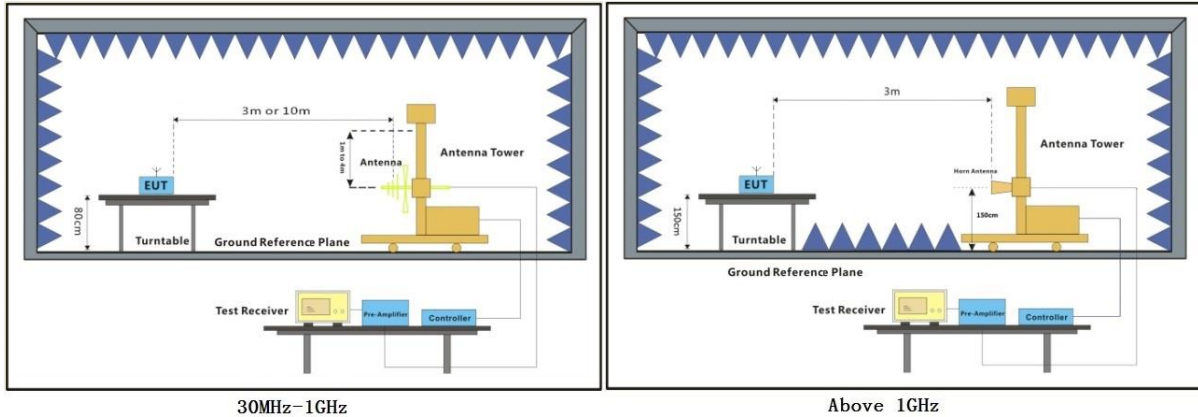 3m or 10m
1m to 4m
Antenna
Antenna Tower
EUT
80cm
Turntable
Ground Reference Plane
Test Receiver
Pre-Amplifier
Controller
30MHz-1GHz
3m
Antenna Tower
Horn Antenna
EUT
150cm
150cm
Turntable
Ground Reference Plane
Test Receiver
Pre-Amplifier
Controller
Above 1GHz